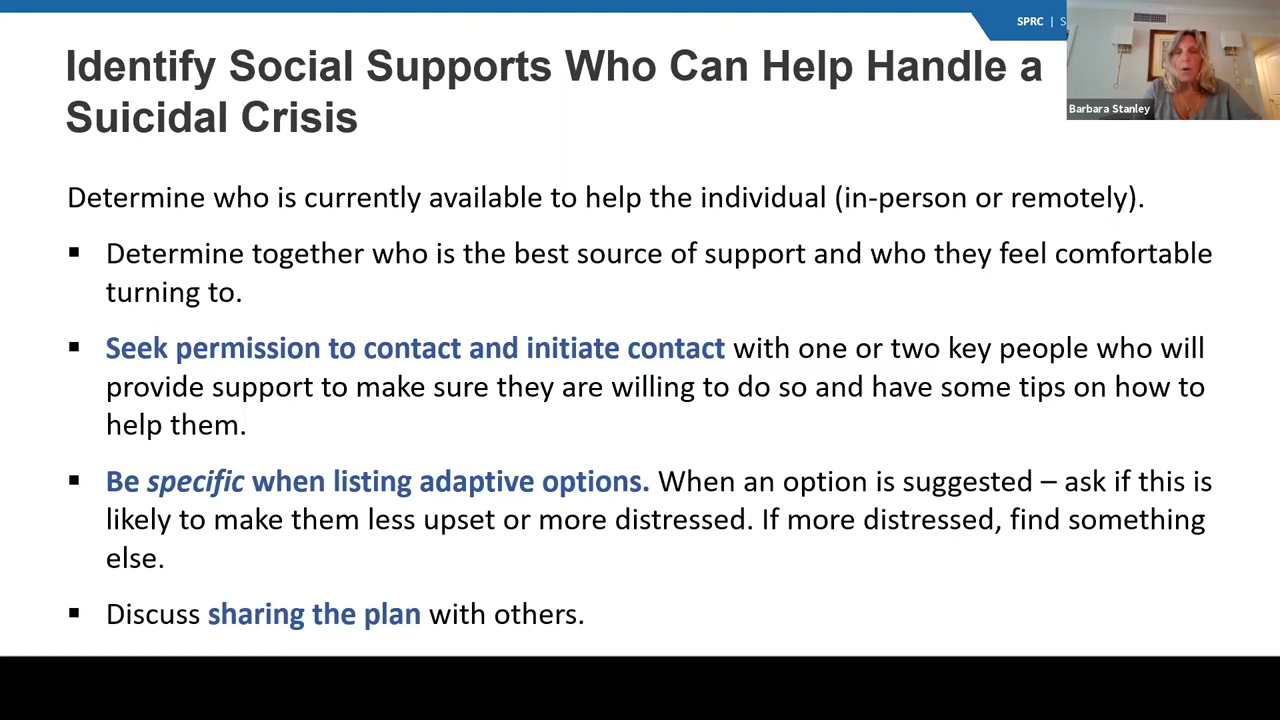 SPRC | S
Identify Social Supports Who Can Help Handle a
Suicidal Crisis
Barbara Stanley
Determine who is currently available to help the individual (in-person or remotely).
▪ Determine together who is the best source of support and who they feel comfortable
turning to.
▪ Seek permission to contact and initiate contact with one or two key people who will
provide support to make sure they are willing to do so and have some tips on how to
help them.
▪ Be specific when listing adaptive options. When an option is suggested – ask if this is
likely to make them less upset or more distressed. If more distressed, find something
else.
▪ Discuss sharing the plan with others.